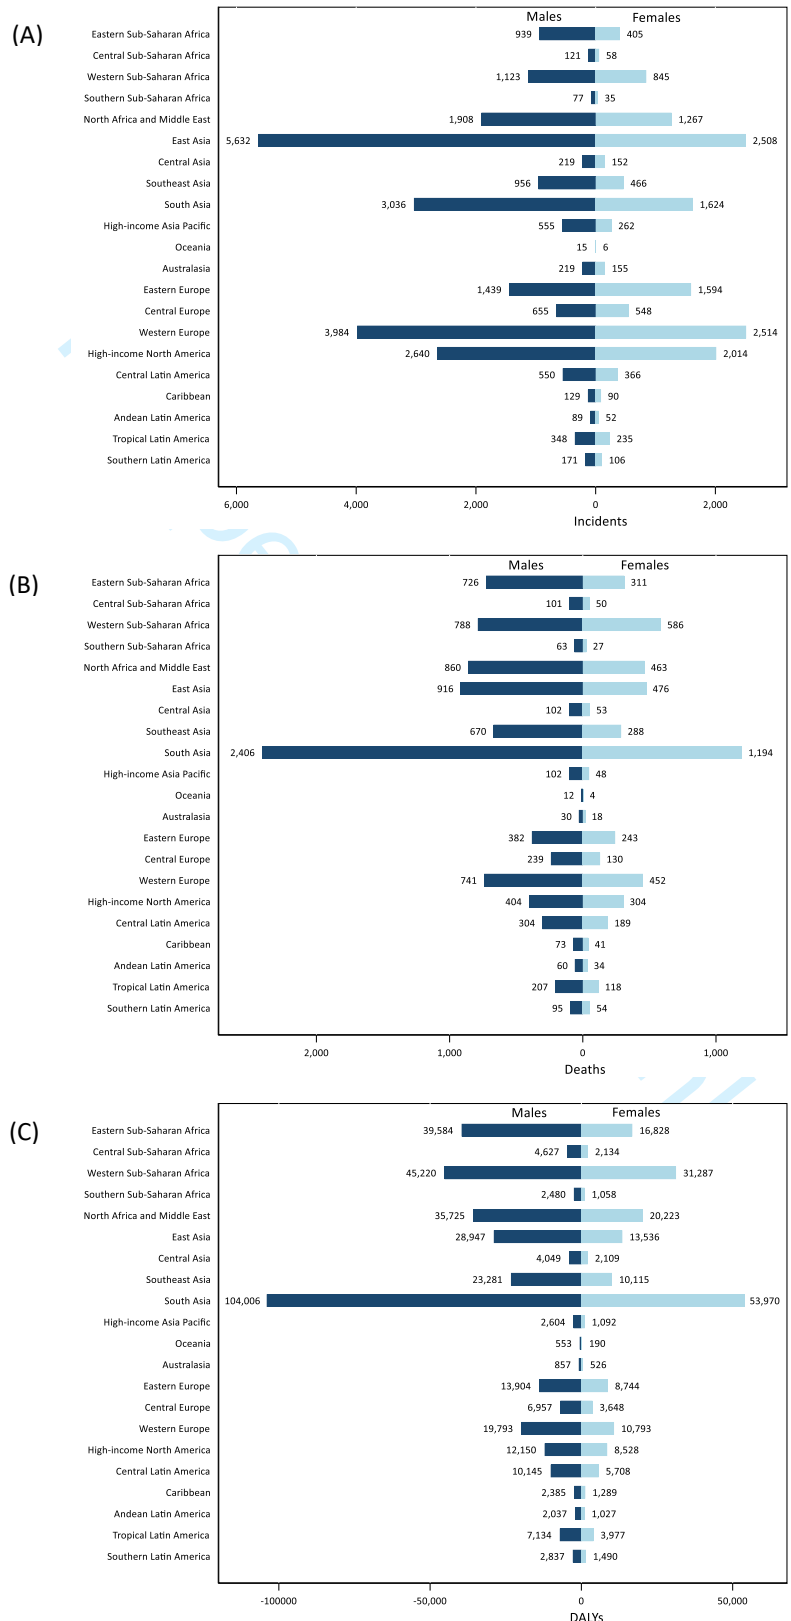 (A)
Males Females
Eastern Sub-Saharan Africa 939 405
Central Sub-Saharan Africa 121 58
Western Sub-Saharan Africa 1,123 845
Southern Sub-Saharan Africa 77 35
North Africa and Middle East 1,908 1,267
East Asia 5,632 2,508
Central Asia 219 152
Southeast Asia 956 466
South Asia 3,036 1,624
High-income Asia Pacific 555 262
Oceania 15 6
Australasia 219 155
Eastern Europe 1,439 1,594
Central Europe 655 548
Western Europe 3,984 2,514
High-income North America 2,640 2,014
Central Latin America 550 366
Caribbean 129 90
Andean Latin America 89 52
Tropical Latin America 348 235
Southern Latin America 171 106
6,000 4,000 2,000 0 2,000
Incidents
(B)
Males Females
Eastern Sub-Saharan Africa 726 311
Central Sub-Saharan Africa 101 50
Western Sub-Saharan Africa 788 586
Southern Sub-Saharan Africa 63 27
North Africa and Middle East 860 463
East Asia 916 476
Central Asia 102 53
Southeast Asia 670 288
South Asia 2,406 1,194
High-income Asia Pacific 102 48
Oceania 12 4
Australasia 30 18
Eastern Europe 382 243
Central Europe 239 130
Western Europe 741 452
High-income North America 404 304
Central Latin America 304 189
Caribbean 73 41
Andean Latin America 60 34
Tropical Latin America 207 118
Southern Latin America 95 54
2,000 1,000 0 1,000
Deaths
(C)
Males Females
Eastern Sub-Saharan Africa 39,584 16,828
Central Sub-Saharan Africa 4,627 2,134
Western Sub-Saharan Africa 45,220 31,287
Southern Sub-Saharan Africa 2,480 1,058
North Africa and Middle East 35,725 20,223
East Asia 28,947 13,536
Central Asia 4,049 2,109
Southeast Asia 23,281 10,115
South Asia 104,006 53,970
High-income Asia Pacific 2,604 1,092
Oceania 553 190
Australasia 857 526
Eastern Europe 13,904 8,744
Central Europe 6,957 3,648
Western Europe 19,793 10,793
High-income North America 12,150 8,528
Central Latin America 10,145 5,708
Caribbean 2,385 1,289
Andean Latin America 2,037 1,027
Tropical Latin America 7,134 3,977
Southern Latin America 2,837 1,490
-100000 -50,000 0 50,000
DALYs